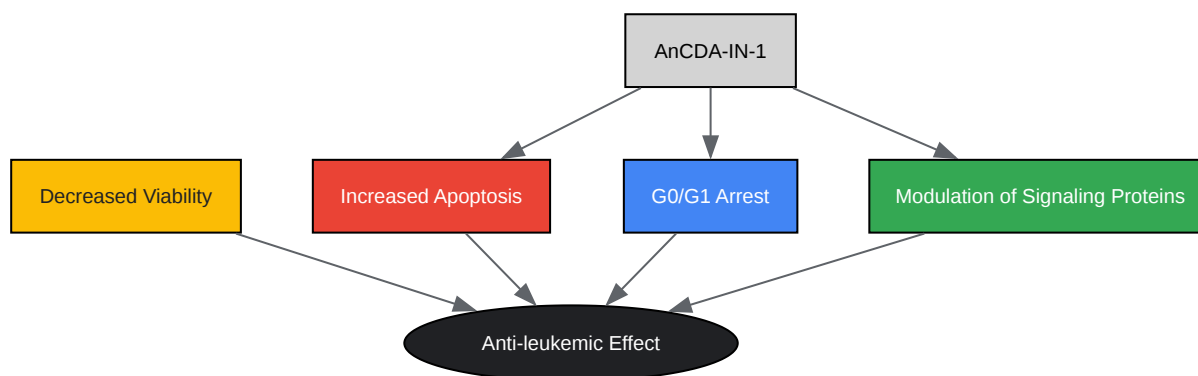 AnCDA-IN-1
Decreased Viability
Increased Apoptosis
G0/G1 Arrest
Modulation of Signaling Proteins
Anti-leukemic Effect